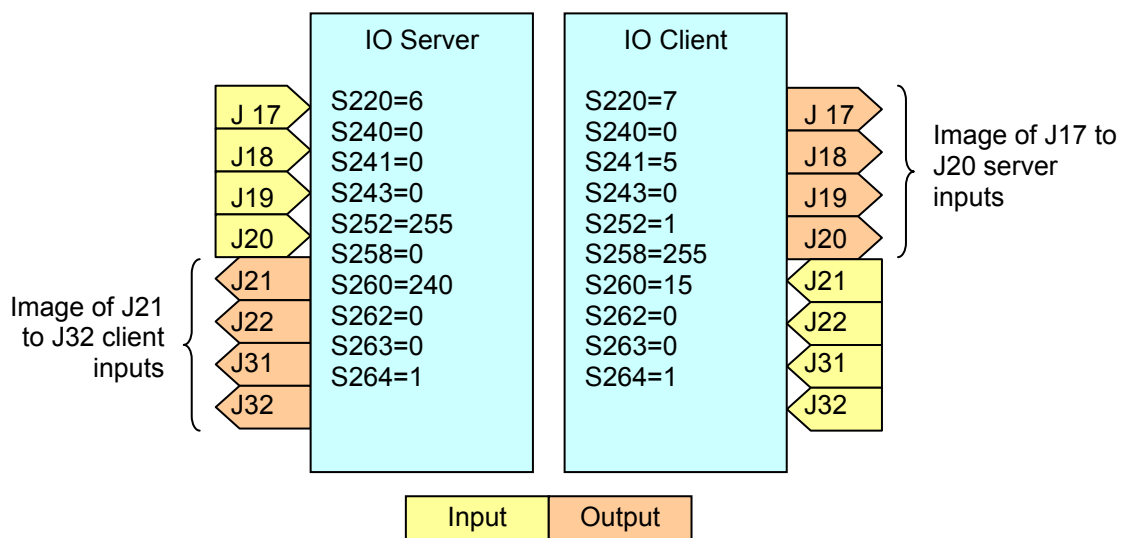 IO Server
J 17
J18
J19
J20
J21
J22
J31
J32
S220=6
S240=0
S241=0
S243=0
S252=255
S258=0
S260=240
S262=0
S263=0
S264=1
Image of J21
to J32 client
inputs
IO Client
S220=7
S240=0
S241=5
S243=0
S252=1
S258=255
S260=15
S262=0
S263=0
S264=1
J 17
J18
J19
J20
J21
J22
J31
J32
Image of J17 to
J20 server
inputs
Input
Output